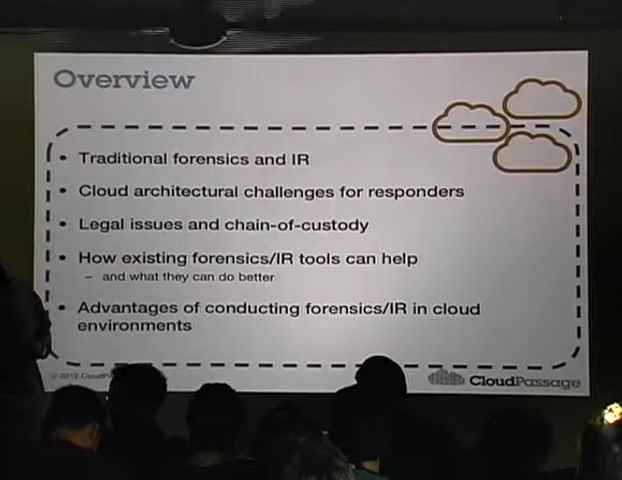 Overview
• Traditional forensics and IR
• Cloud architectural challenges for responders
• Legal issues and chain-of-custody
• How existing forensics/IR tools can help
– and what they can do better
• Advantages of conducting forensics/IR in cloud
environments
© 2012
CloudPassage